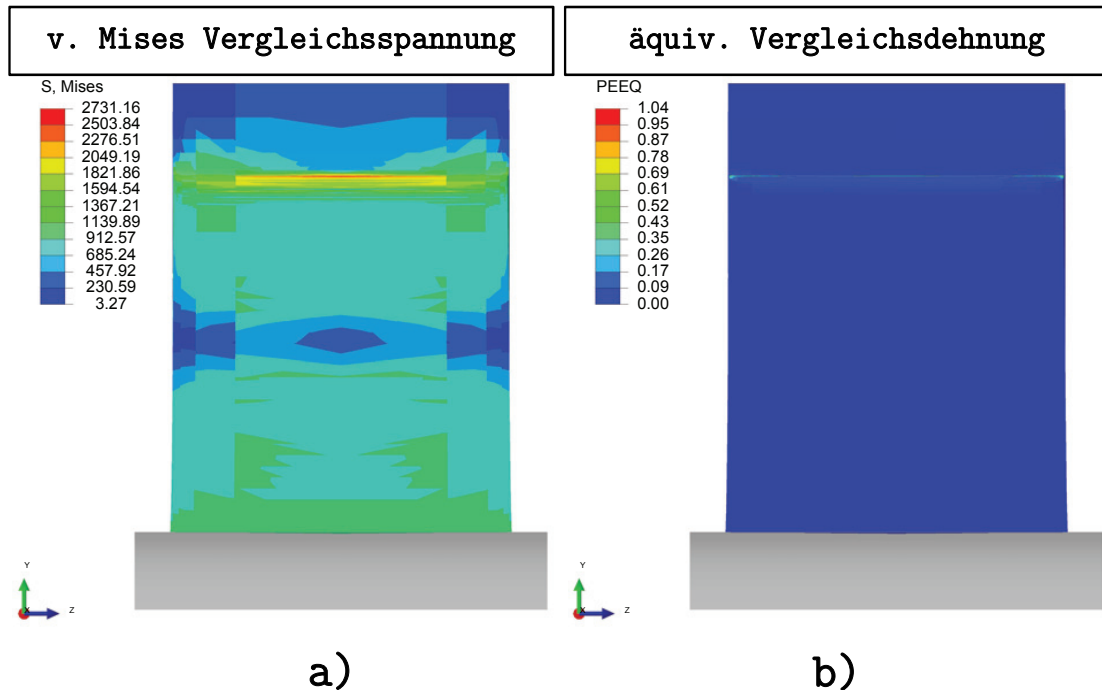 v. Mises Vergleichsspannung
äquiv. Vergleichsdehnung
S, Mises
2731.16
2503.84
2276.51
2049.19
1821.86
1594.54
1367.21
1139.89
912.57
685.24
457.92
230.59
3.27
PEEQ
1.04
0.95
0.87
0.78
0.69
0.61
0.52
0.43
0.35
0.26
0.17
0.09
0.00
Y
X
Z
Y
X
Z
a)
b)